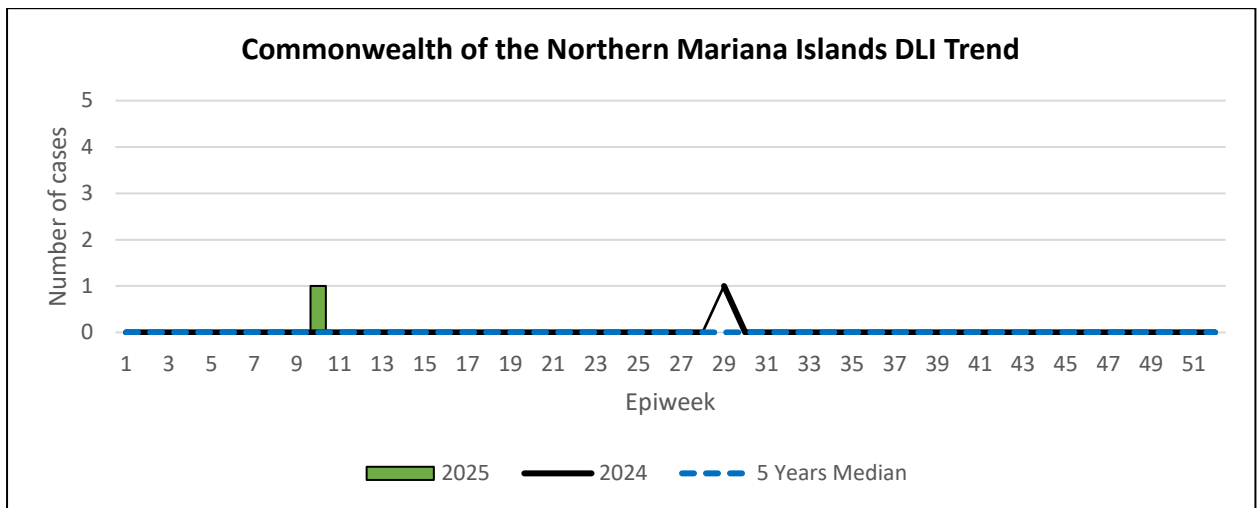 Commonwealth of the Northern Mariana Islands DLI Trend
Number of cases
5
4
3
2
1
0
1 3 5 7 9 11 13 15 17 19 21 23 25 27 29 31 33 35 37 39 41 43 45 47 49 51
Epiweek
2025 2024 5 Years Median